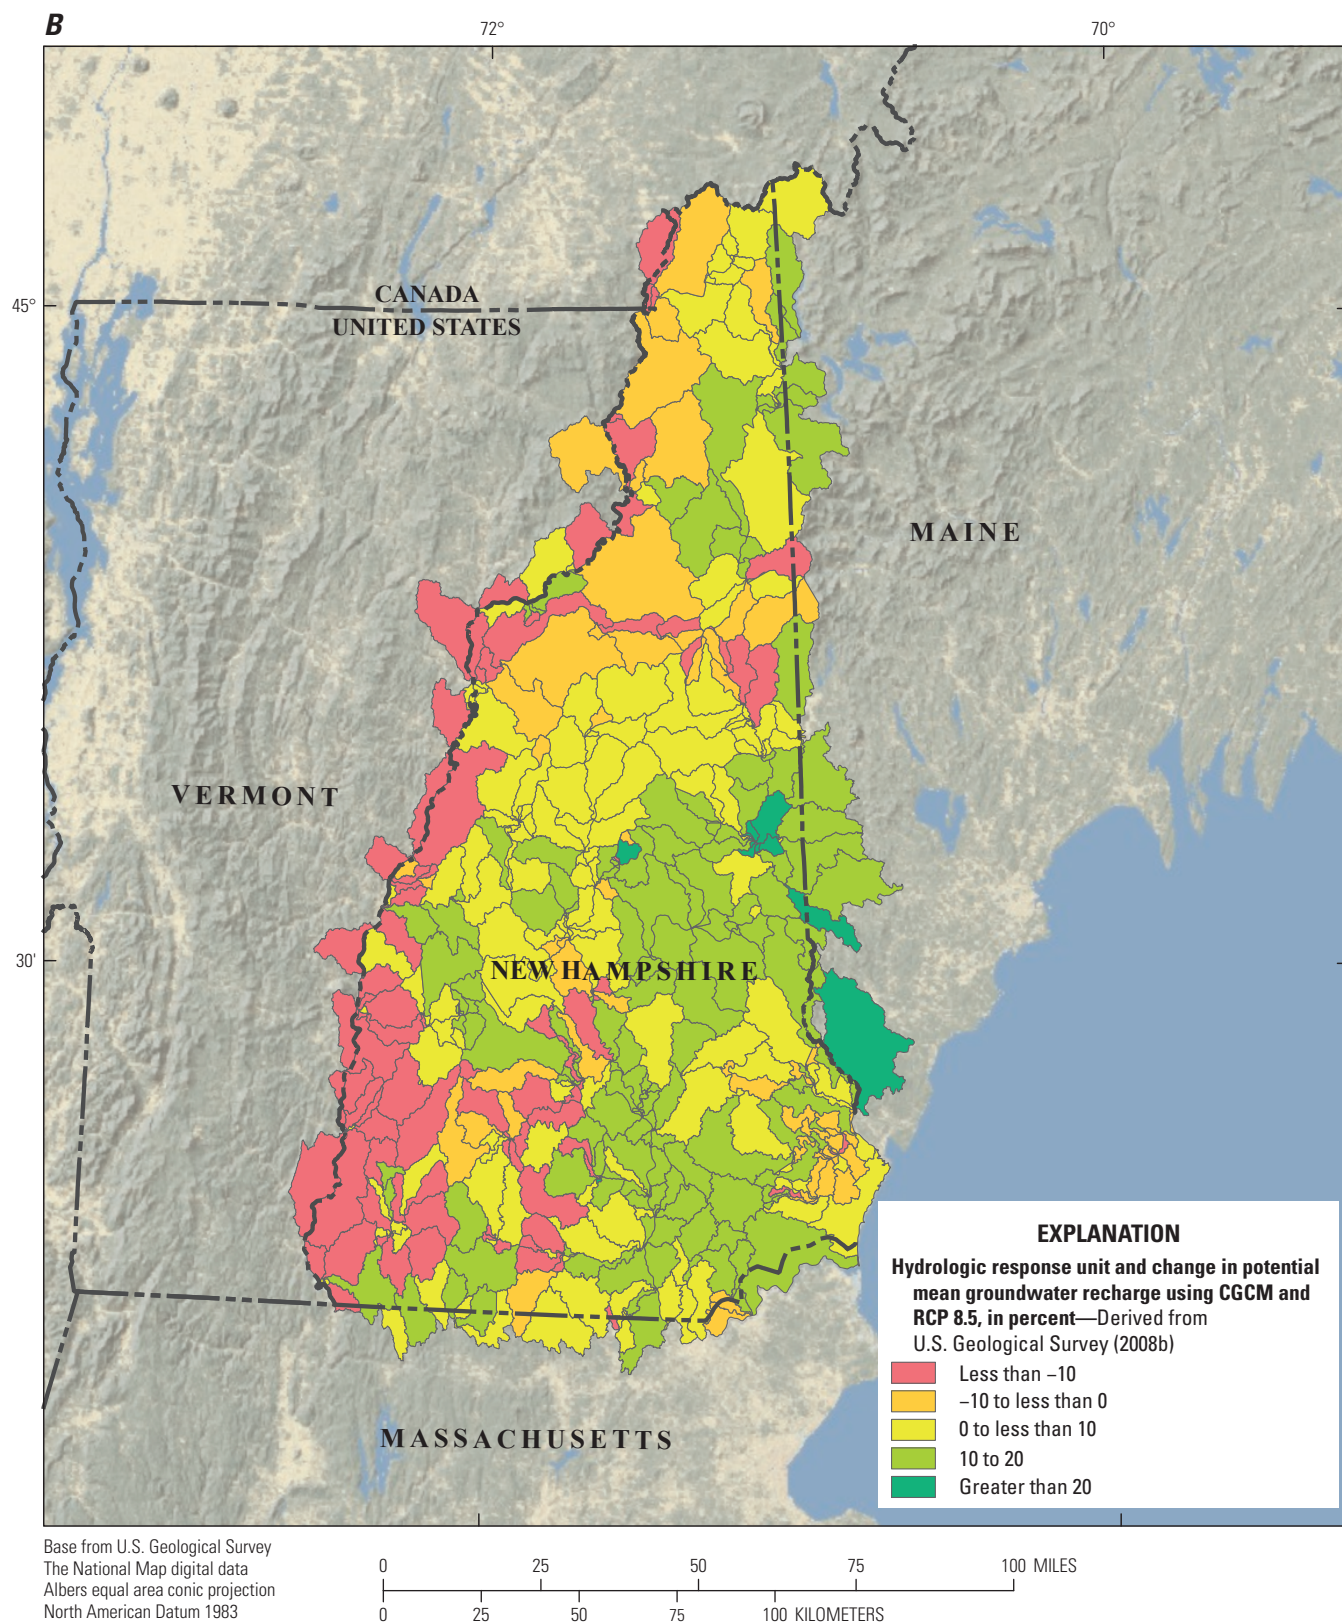 B
72°
70°
45°
CANADA
UNITED STATES
MAINE
VERMONT
30'
NEW HAMPSHIRE
MASSACHUSETTS
EXPLANATION
Hydrologic response unit and change in potential
mean groundwater recharge using CGCM and
RCP 8.5, in percent—Derived from
U.S. Geological Survey (2008b)
Less than −10
−10 to less than 0
0 to less than 10
10 to 20
Greater than 20
Base from U.S. Geological Survey
The National Map digital data
Albers equal area conic projection
North American Datum 1983
0 25 50 75 100 MILES
0 25 50 75 100 KILOMETERS